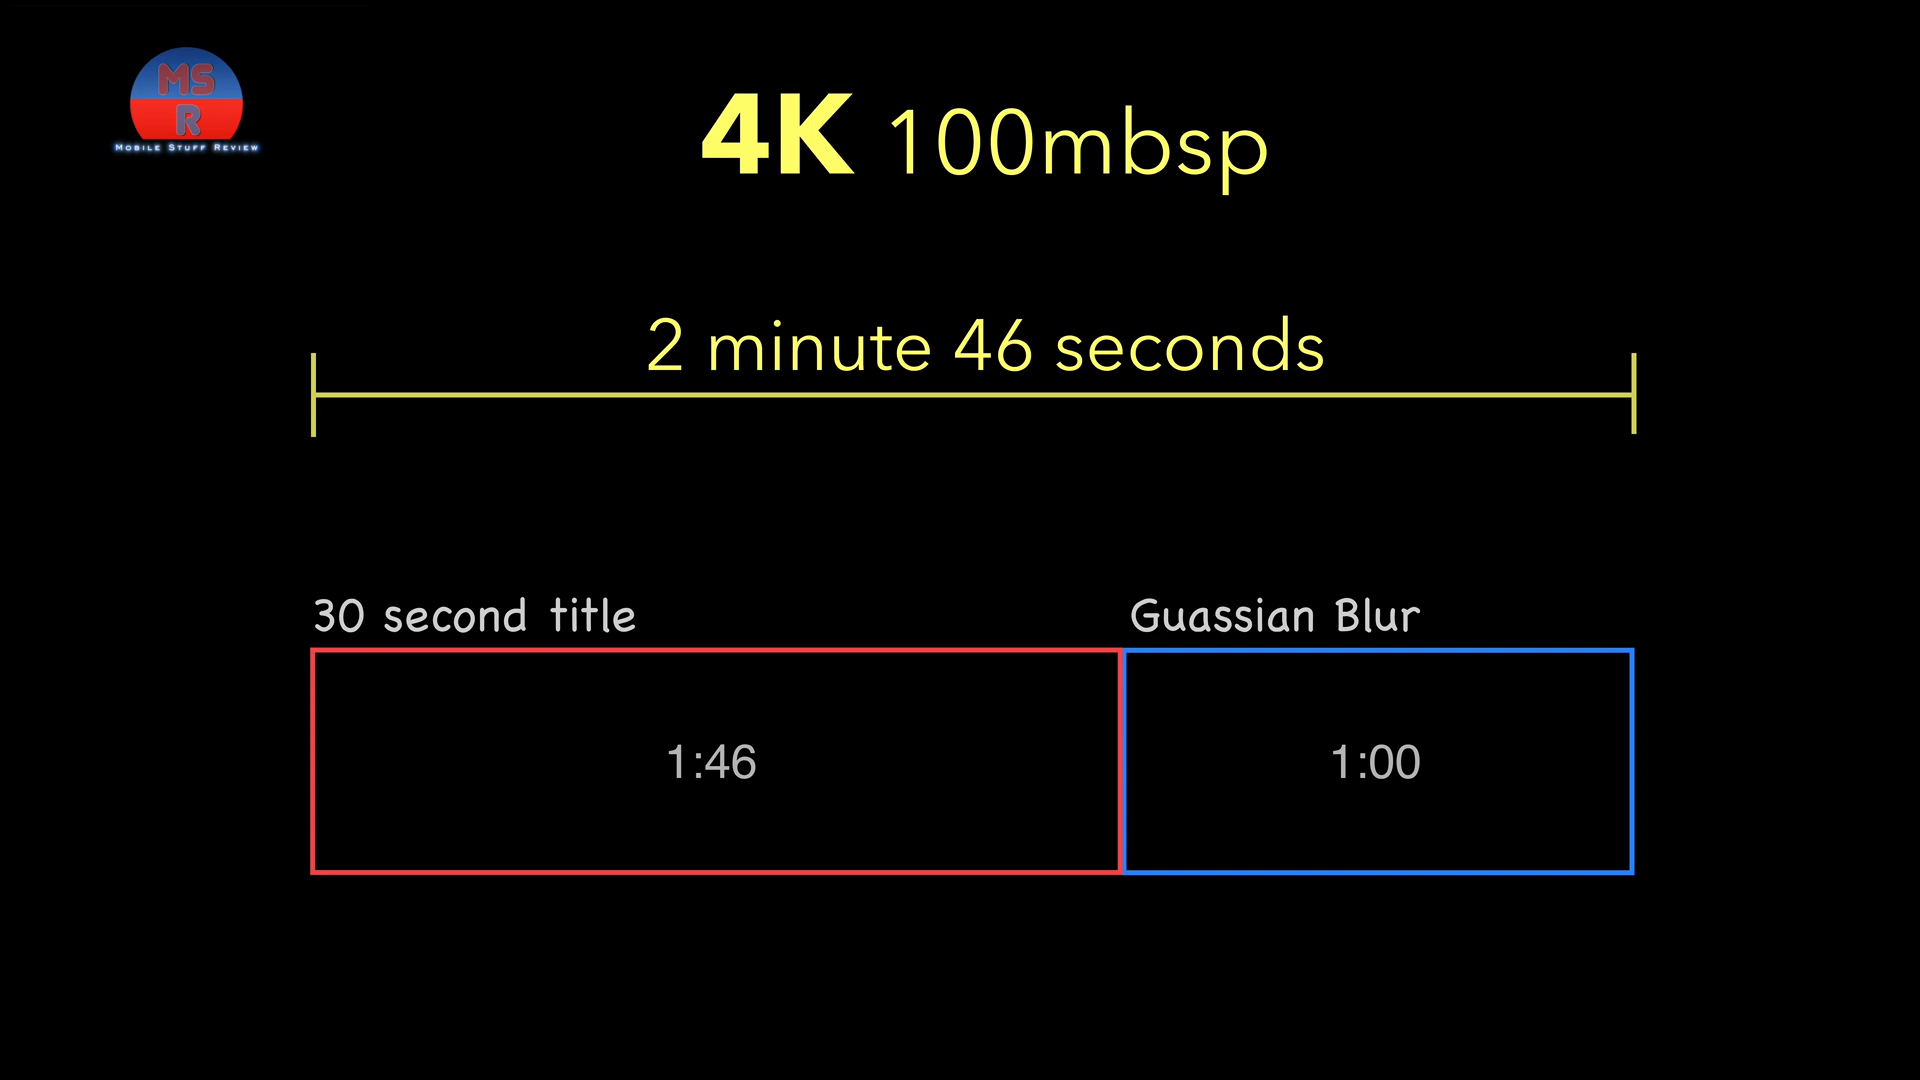 MS
R
Mobile Stuff Review
4K 100mbsp
2 minute 46 seconds
30 second title
Guassian Blur
1:46
1:00